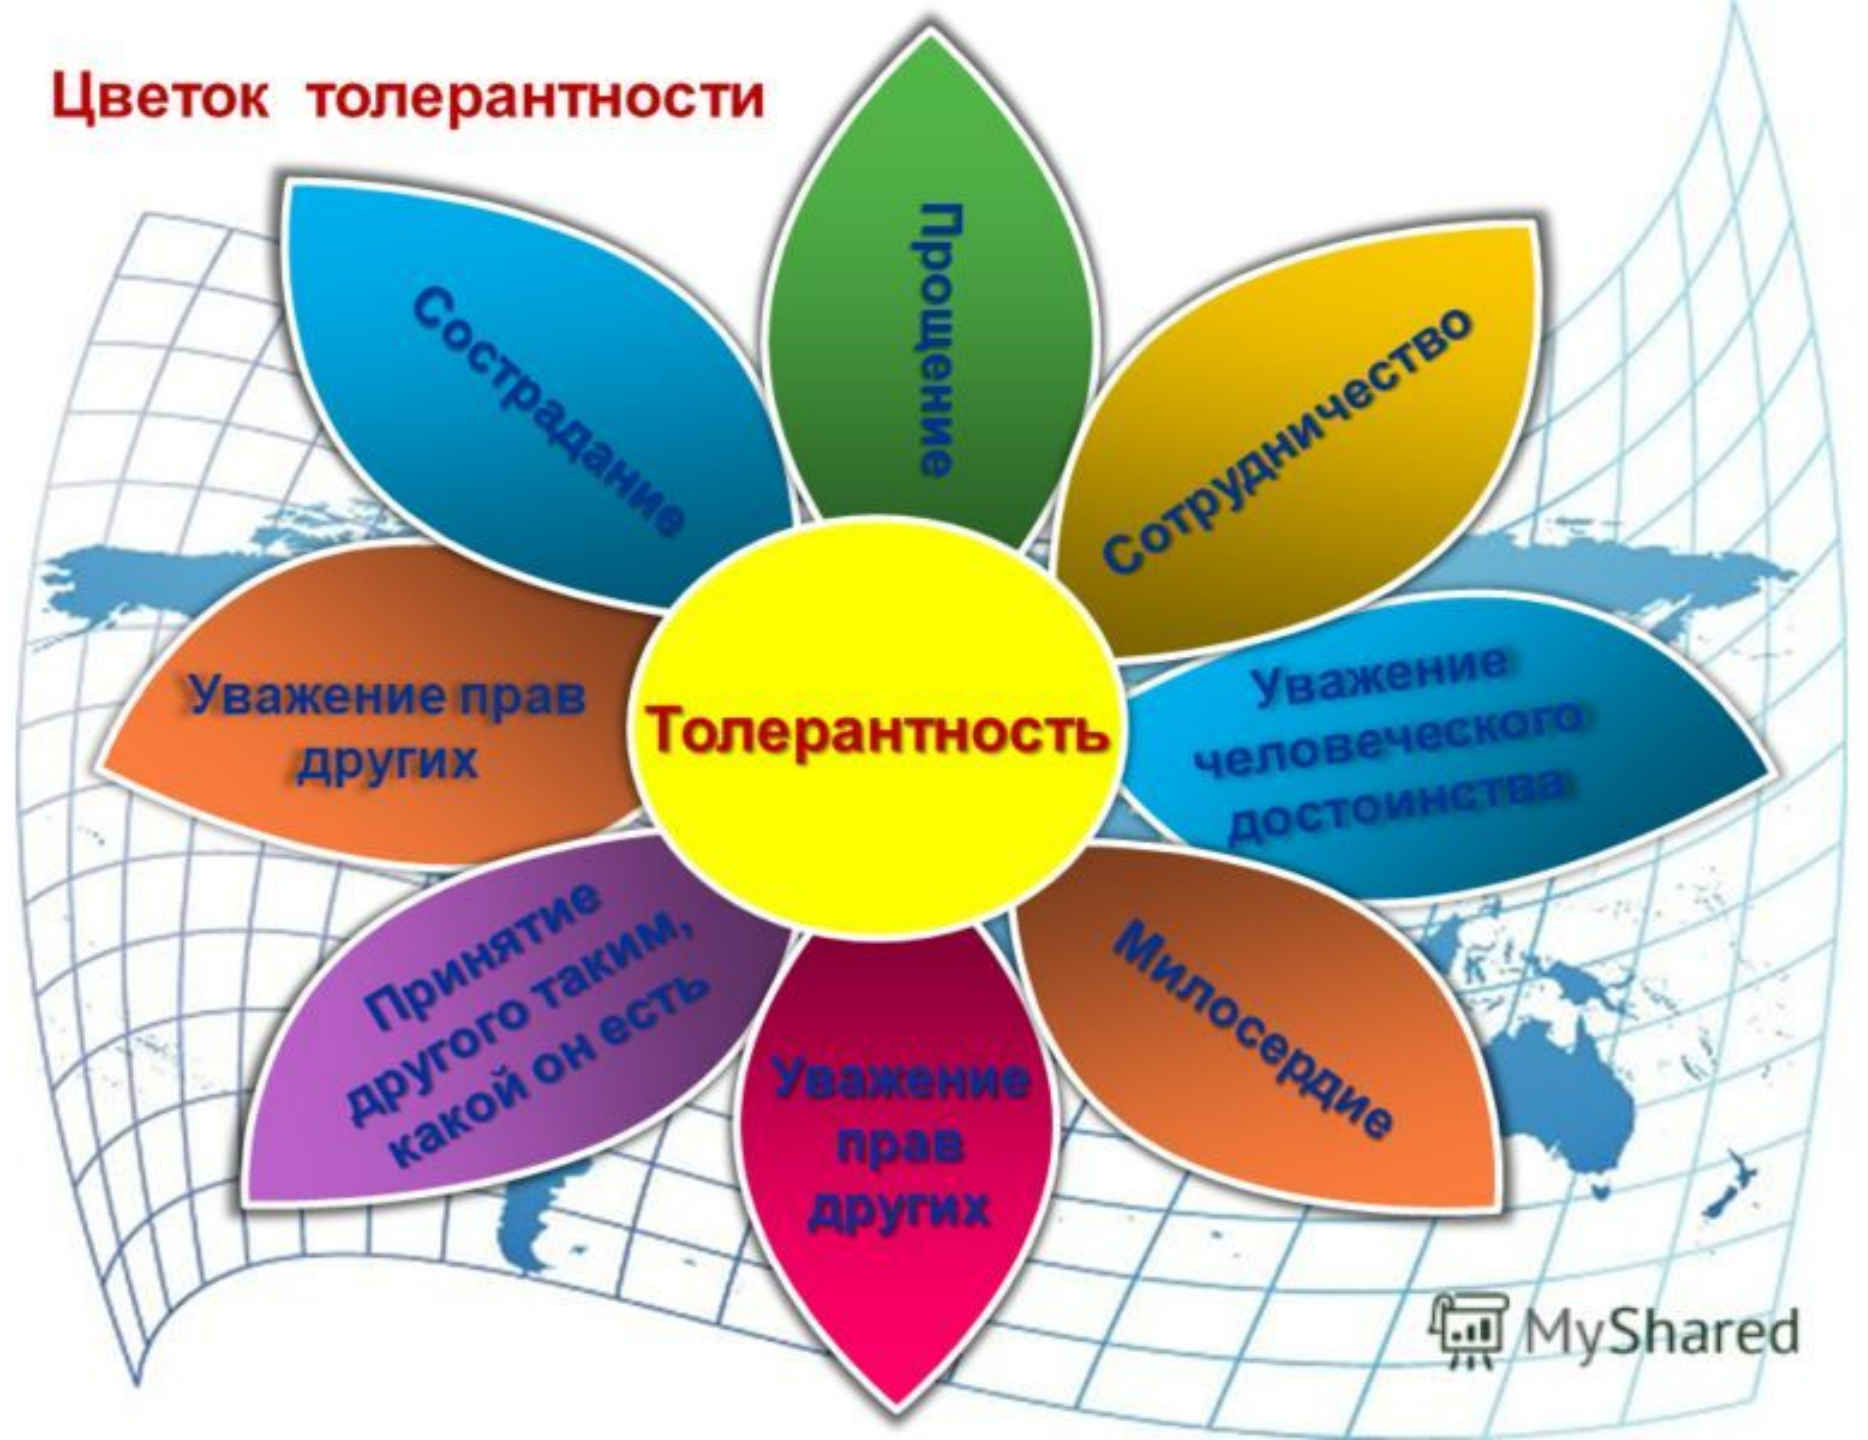 Цветок толерантности
Прощение
Сострадание
Сотрудничество
Уважение прав
других
Толерантность
Уважение
человеческого
достоинства
Принятие
другого таким,
какой он есть
Милосердие
Уважение
прав
других
MyShared